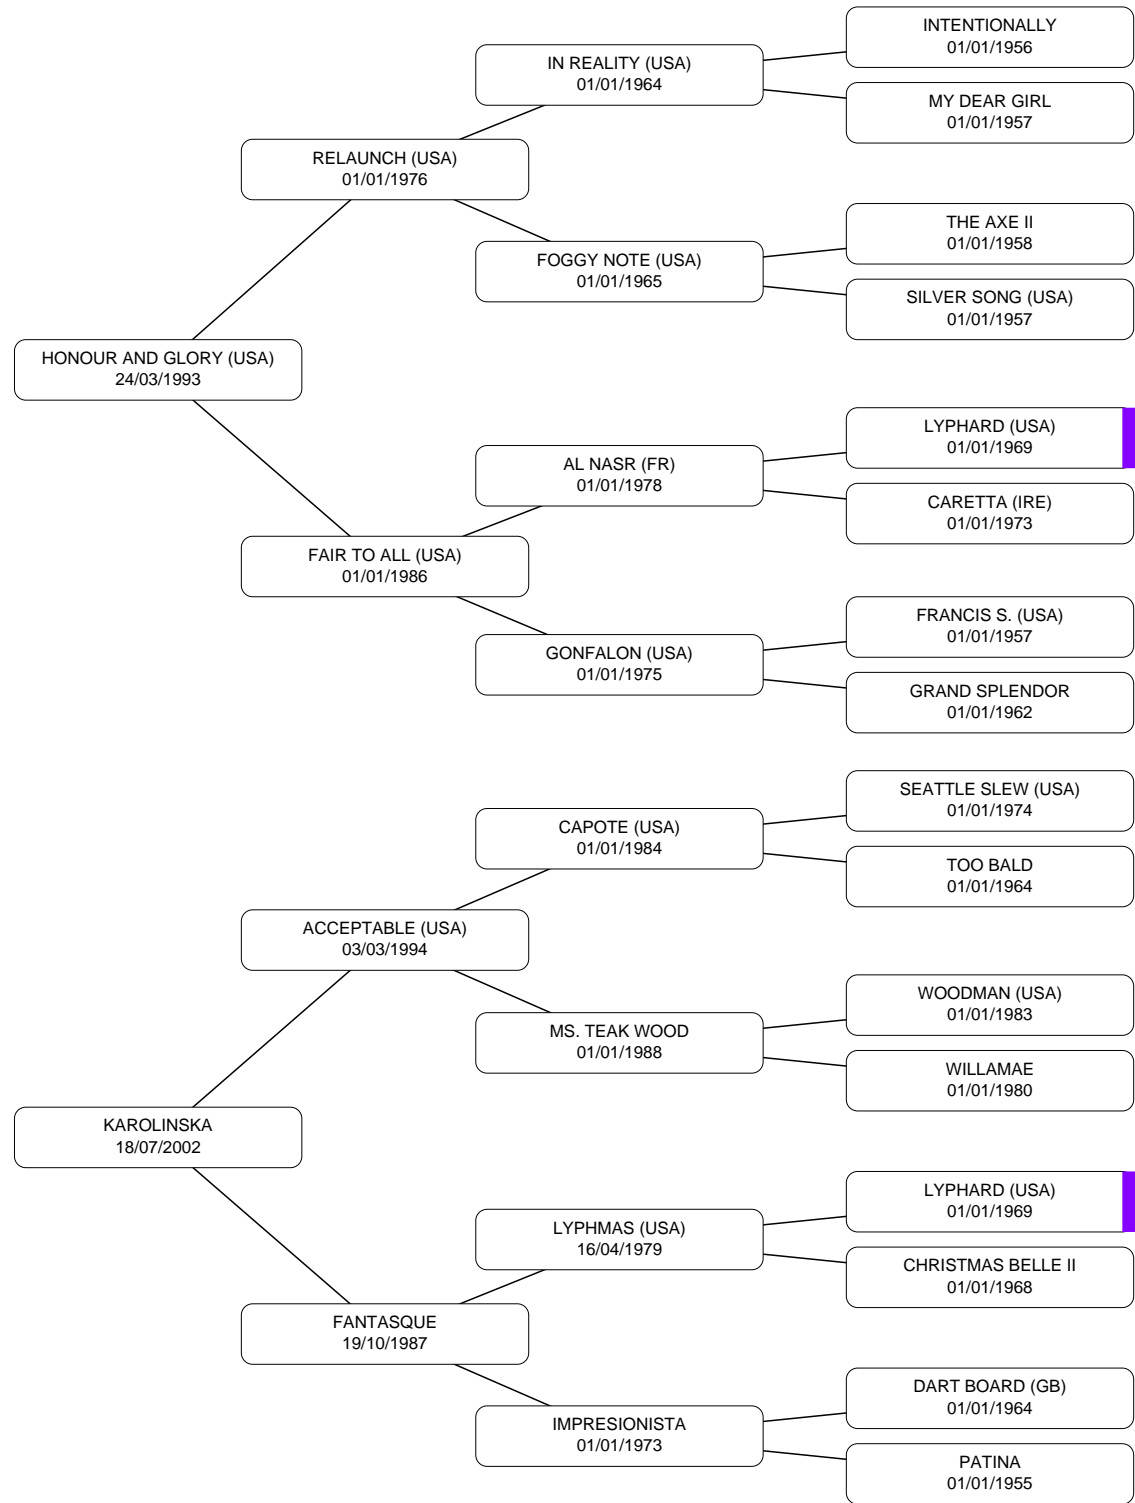 INTENTIONALLY
01/01/1956
IN REALITY (USA)
01/01/1964
MY DEAR GIRL
01/01/1957
RELAUNCH (USA)
01/01/1976
THE AXE II
01/01/1958
FOGGY NOTE (USA)
01/01/1965
SILVER SONG (USA)
01/01/1957
HONOUR AND GLORY (USA)
24/03/1993
LYPHARD (USA)
01/01/1969
AL NASR (FR)
01/01/1978
CARETTA (IRE)
01/01/1973
FAIR TO ALL (USA)
01/01/1986
FRANCIS S. (USA)
01/01/1957
GONFALON (USA)
01/01/1975
GRAND SPLENDOR
01/01/1962
SEATTLE SLEW (USA)
01/01/1974
CAPOTE (USA)
01/01/1984
TOO BALD
01/01/1964
ACCEPTABLE (USA)
03/03/1994
WOODMAN (USA)
01/01/1983
MS. TEAK WOOD
01/01/1988
WILLAMAE
01/01/1980
KAROLINSKA
18/07/2002
LYPHARD (USA)
01/01/1969
LYPHMAS (USA)
16/04/1979
CHRISTMAS BELLE II
01/01/1968
FANTASQUE
19/10/1987
DART BOARD (GB)
01/01/1964
IMPRESIONISTA
01/01/1973
PATINA
01/01/1955